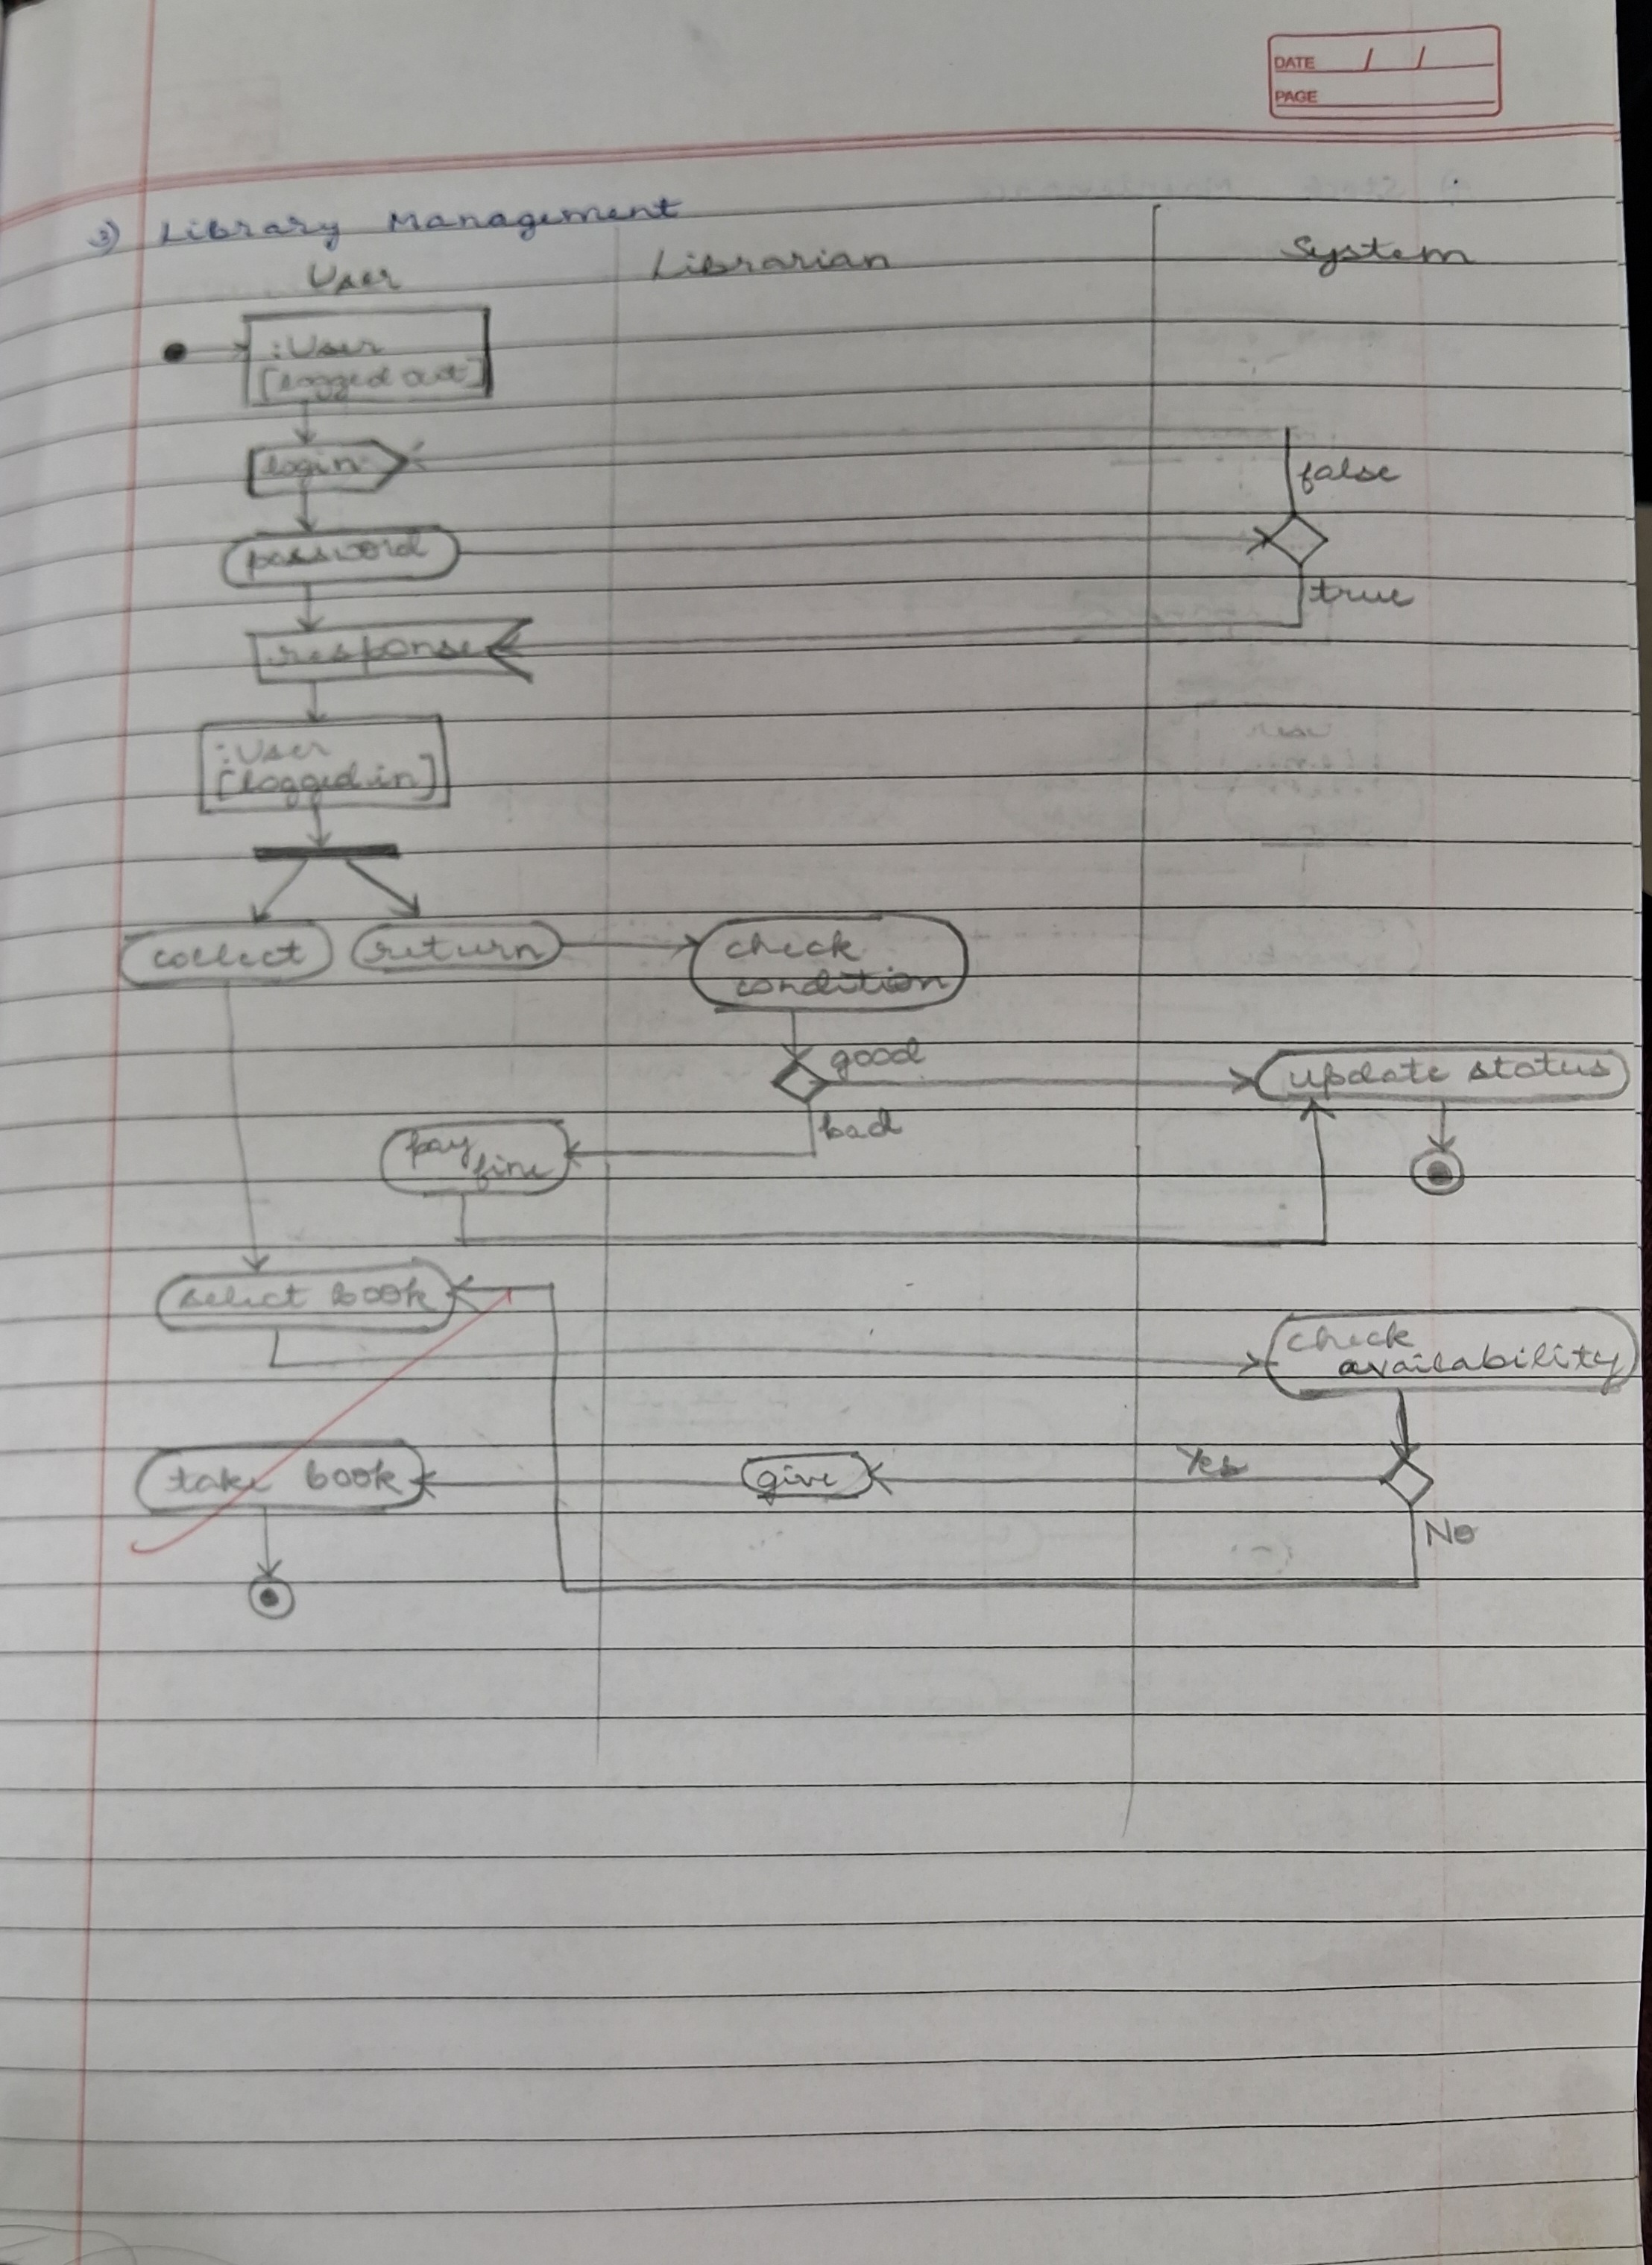 DATE / /
PAGE
3) Library Management
User Librarian System
:User
[logged out]
login
false
password
true
response
:User
[logged in]
collect return check
condition
good
update status
bad
pay
fine
select book
check
availability
take book give Yes
No